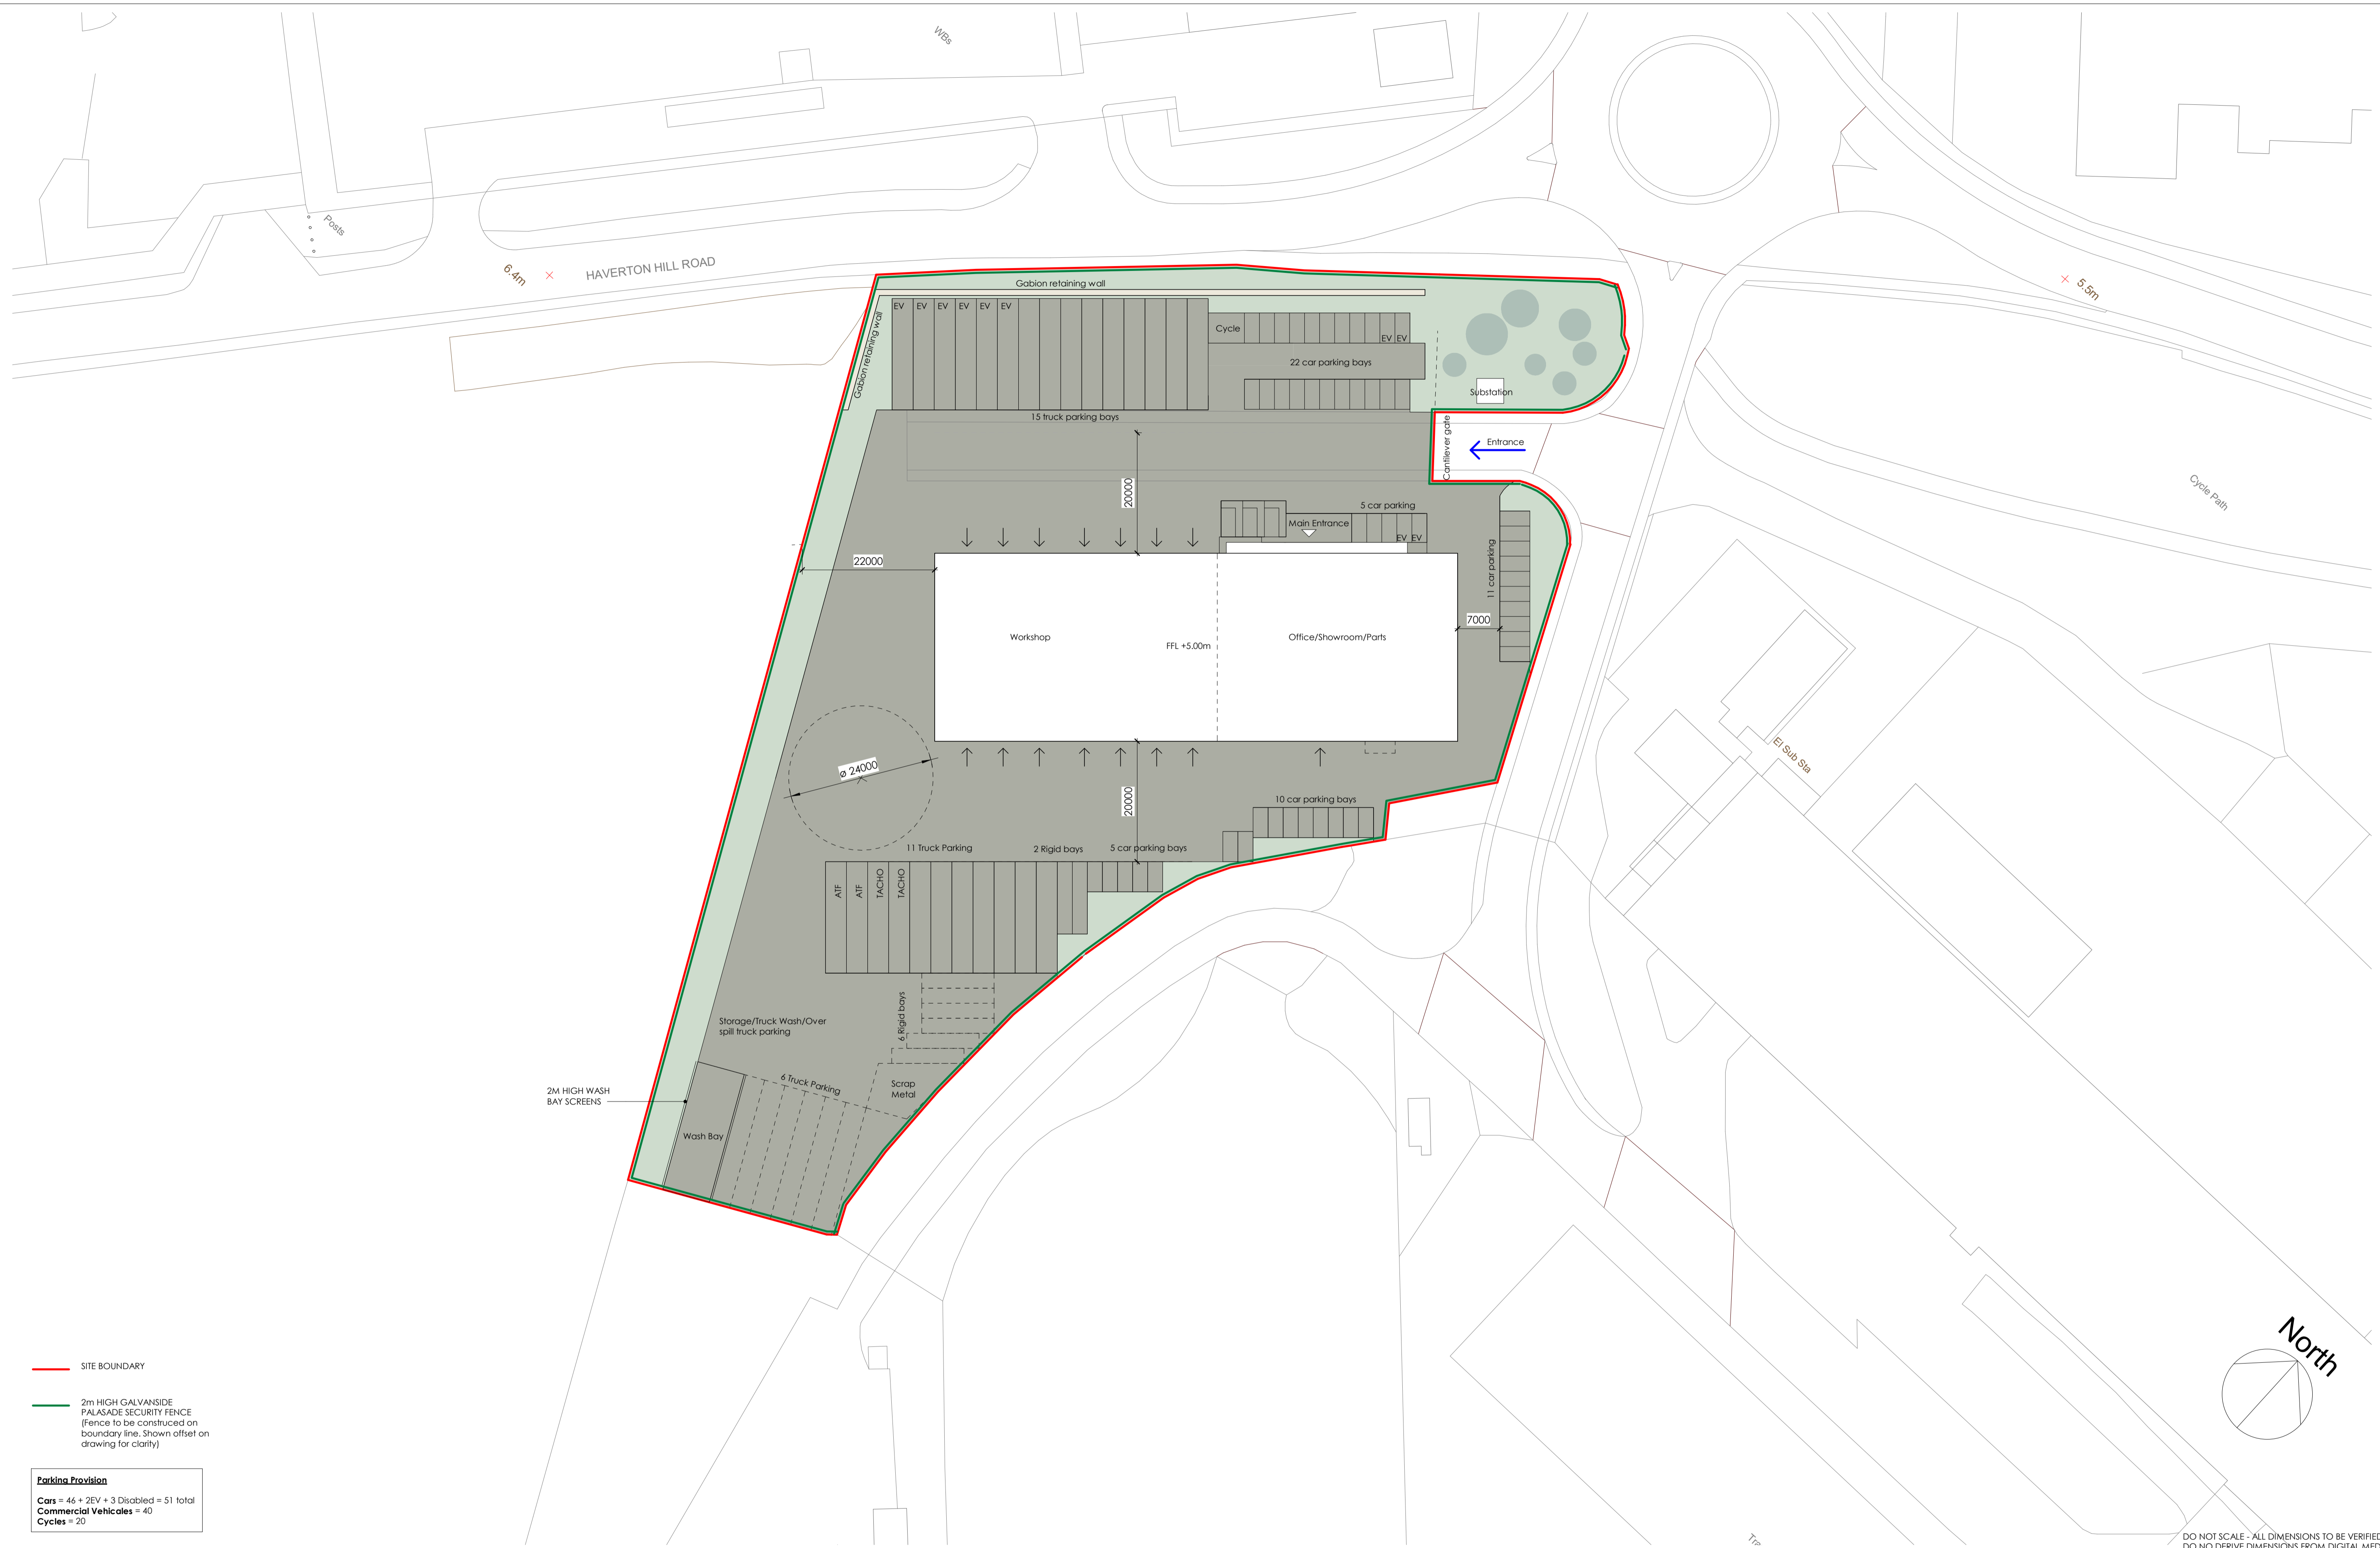 WBs
Posts
6.4m
HAVERTON HILL ROAD
5.5m
Gabion retaining wall
Gabion retaining wall
EV
EV
EV
EV
EV
EV
Cycle
EV
EV
22 car parking bays
Substation
15 truck parking bays
Cantilever gate
Entrance
Cycle Path
20000
5 car parking
Main Entrance
EV
EV
11 car parking
22000
7000
Workshop
FFL +5.00m
Office/Showroom/Parts
El Sub Sta
ø 24000
20000
10 car parking bays
11 Truck Parking
2 Rigid bays
5 car parking bays
ATF
ATF
TACHO
TACHO
6 Rigid bays
Storage/Truck Wash/Over
spill truck parking
6 Truck Parking
Scrap
Metal
2M HIGH WASH
BAY SCREENS
Wash Bay
North
SITE BOUNDARY
2m HIGH GALVANSIDE
PALASADE SECURITY FENCE
(Fence to be construced on
boundary line. Shown offset on
drawing for clarity)
Parking Provision
Cars = 46 + 2EV + 3 Disabled = 51 total
Commercial Vehicales = 40
Cycles = 20
DO NOT SCALE - ALL DIMENSIONS TO BE VERIFIED
DO NO DERIVE DIMENSIONS FROM DIGITAL